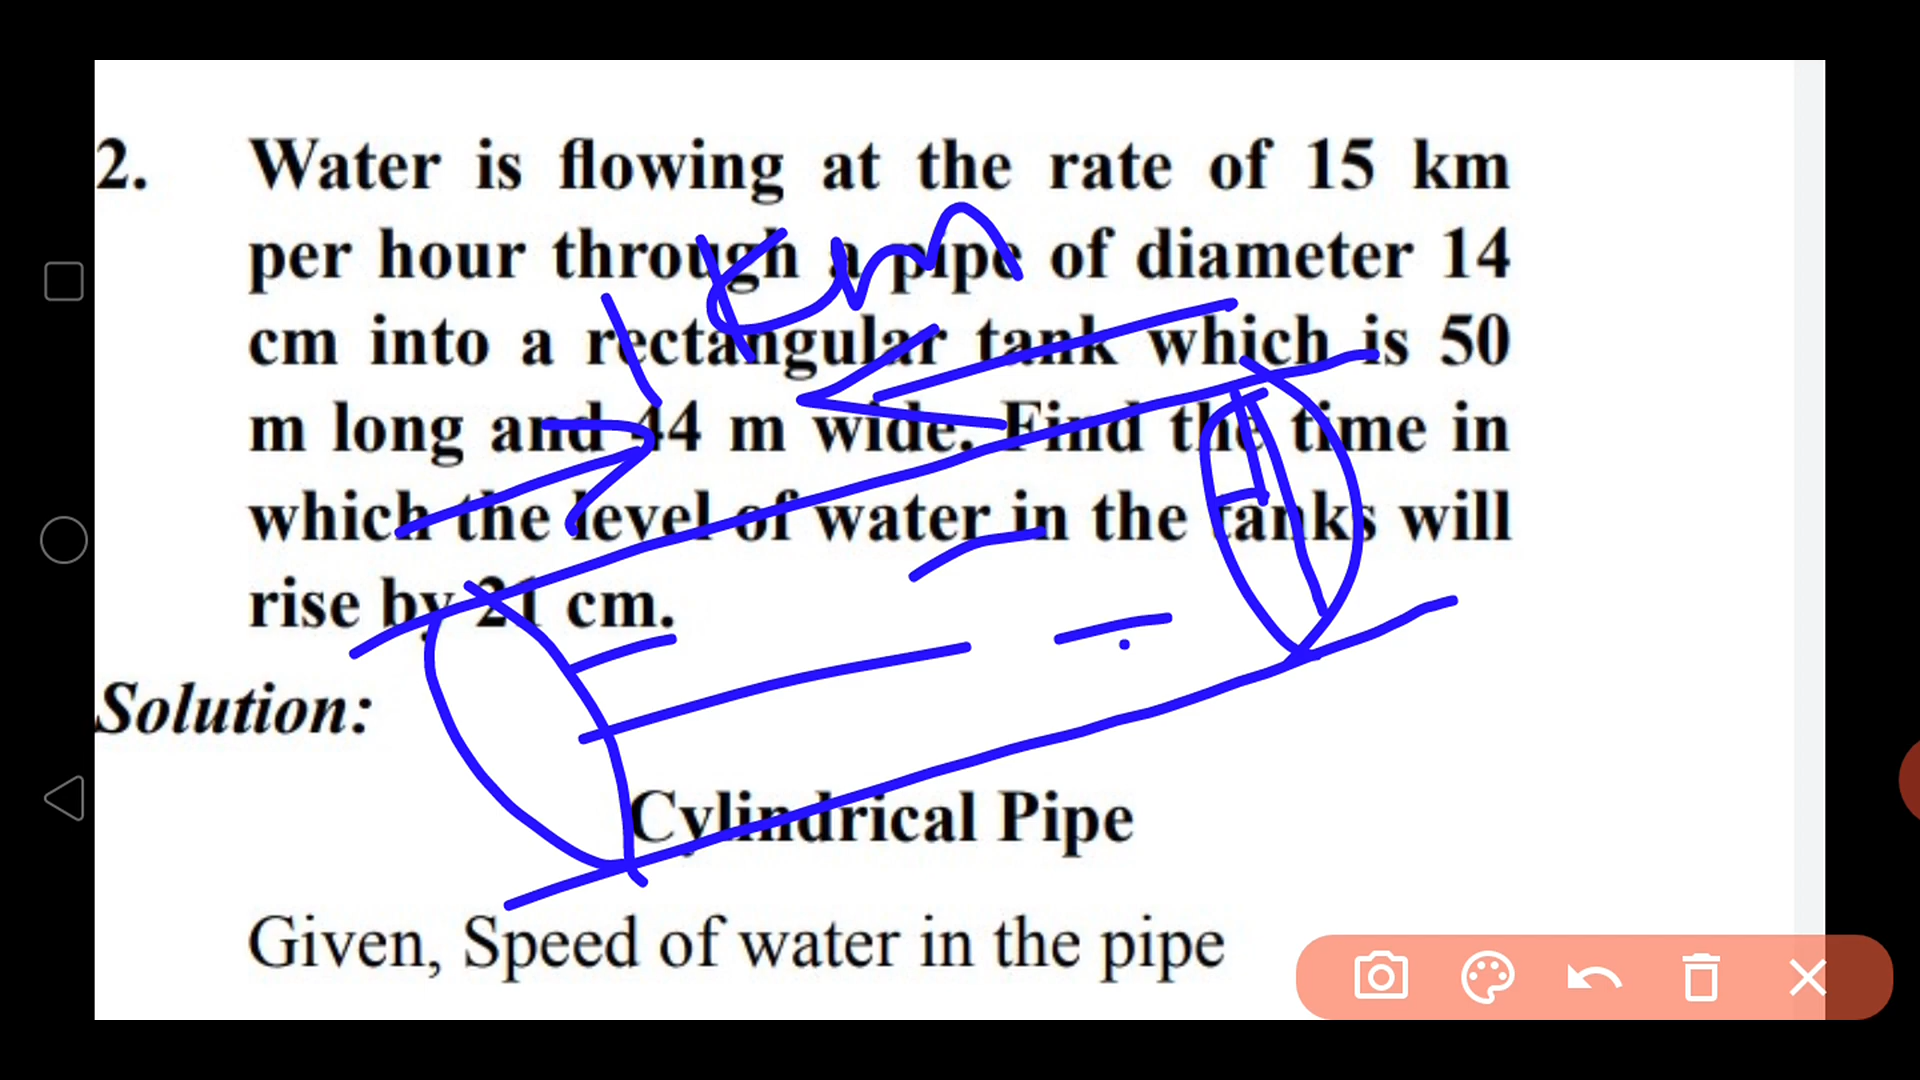 2. Water is flowing at the rate of 15 km
per hour through a pipe of diameter 14
cm into a rectangular tank which is 50
m long and 44 m wide. Find the time in
which the level of water in the tanks will
rise by 21 cm.
Solution:
Cylindrical Pipe
Given, Speed of water in the pipe